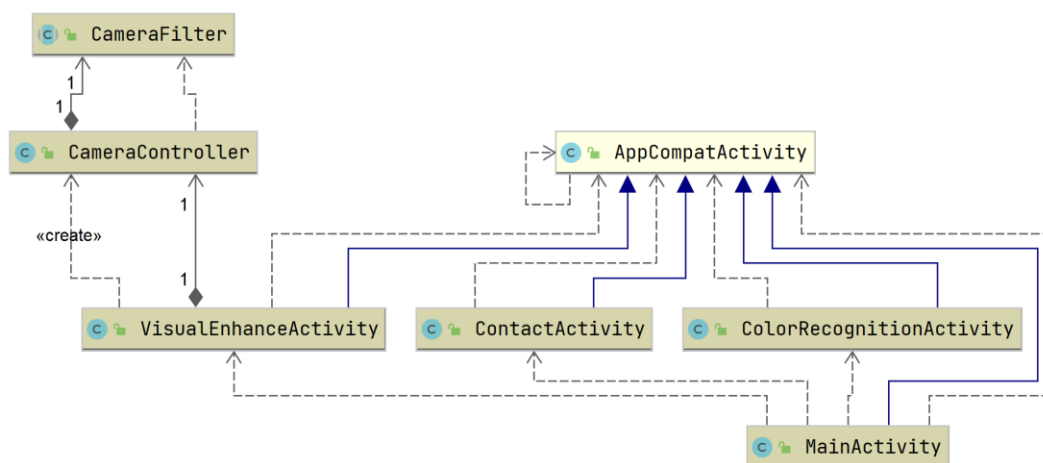 C CameraFilter
1
1
C CameraController
C AppCompatActivity
«create»
1
1
C VisualEnhanceActivity
C ContactActivity
C ColorRecognitionActivity
C MainActivity